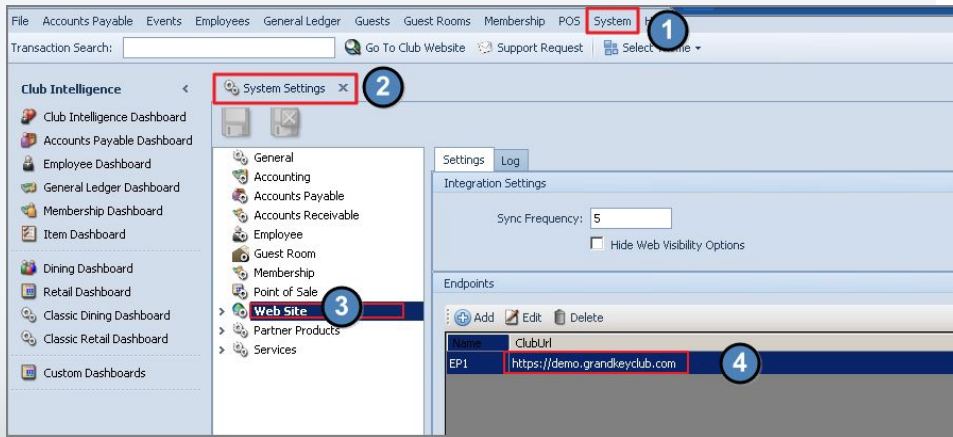 File Accounts Payable Events Employees General Ledger Guests Guest Rooms Membership POS System H
1
Transaction Search: Go To Club Website Support Request Select
Club Intelligence <
System Settings x
2
Club Intelligence Dashboard
Accounts Payable Dashboard
Employee Dashboard
General Ledger Dashboard
Membership Dashboard
Item Dashboard
Dining Dashboard
Retail Dashboard
Classic Dining Dashboard
Classic Retail Dashboard
Custom Dashboards
General
Accounting
Accounts Payable
Accounts Receivable
Employee
Guest Room
Membership
Point of Sale
Web Site
3
Partner Products
Services
Settings Log
Integration Settings
Sync Frequency: 5
Hide Web Visibility Options
Endpoints
Add Edit Delete
Name ClubUrl
EP1 https://demo.grandkeyclub.com
4